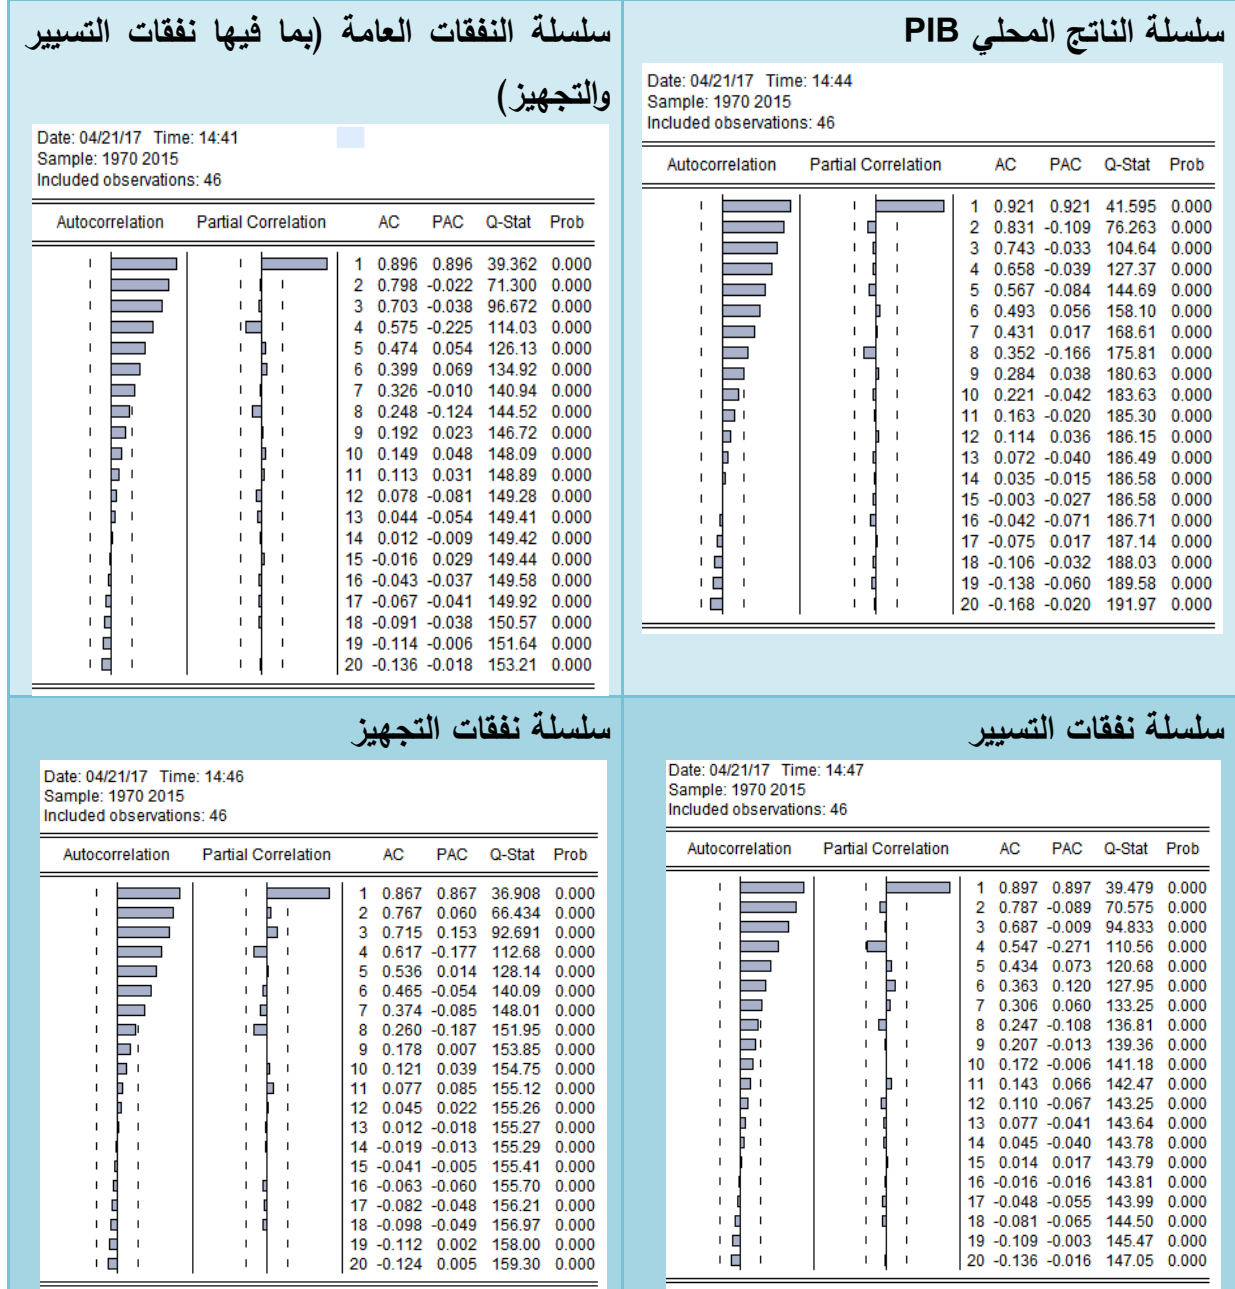 سلسلة الناتج المحلي PIB
Date: 04/21/17 Time: 14:44
Sample: 1970 2015
Included observations: 46
Autocorrelation Partial Correlation AC PAC Q-Stat Prob
1 0.921 0.921 41.595 0.000
2 0.831 -0.109 76.263 0.000
3 0.743 -0.033 104.64 0.000
4 0.658 -0.039 127.37 0.000
5 0.567 -0.084 144.69 0.000
6 0.493 0.056 158.10 0.000
7 0.431 0.017 168.61 0.000
8 0.352 -0.166 175.81 0.000
9 0.284 0.038 180.63 0.000
10 0.221 -0.042 183.63 0.000
11 0.163 -0.020 185.30 0.000
12 0.114 0.036 186.15 0.000
13 0.072 -0.040 186.49 0.000
14 0.035 -0.015 186.58 0.000
15 -0.003 -0.027 186.58 0.000
16 -0.042 -0.071 186.71 0.000
17 -0.075 0.017 187.14 0.000
18 -0.106 -0.032 188.03 0.000
19 -0.138 -0.060 189.58 0.000
20 -0.168 -0.020 191.97 0.000
سلسلة النفقات العامة (بما فيها نفقات التسيير
والتجهيز)
Date: 04/21/17 Time: 14:41
Sample: 1970 2015
Included observations: 46
Autocorrelation Partial Correlation AC PAC Q-Stat Prob
1 0.896 0.896 39.362 0.000
2 0.798 -0.022 71.300 0.000
3 0.703 -0.038 96.672 0.000
4 0.575 -0.225 114.03 0.000
5 0.474 0.054 126.13 0.000
6 0.399 0.069 134.92 0.000
7 0.326 -0.010 140.94 0.000
8 0.248 -0.124 144.52 0.000
9 0.192 0.023 146.72 0.000
10 0.149 0.048 148.09 0.000
11 0.113 0.031 148.89 0.000
12 0.078 -0.081 149.28 0.000
13 0.044 -0.054 149.41 0.000
14 0.012 -0.009 149.42 0.000
15 -0.016 0.029 149.44 0.000
16 -0.043 -0.037 149.58 0.000
17 -0.067 -0.041 149.92 0.000
18 -0.091 -0.038 150.57 0.000
19 -0.114 -0.006 151.64 0.000
20 -0.136 -0.018 153.21 0.000
سلسلة نفقات التسيير
Date: 04/21/17 Time: 14:47
Sample: 1970 2015
Included observations: 46
Autocorrelation Partial Correlation AC PAC Q-Stat Prob
1 0.897 0.897 39.479 0.000
2 0.787 -0.089 70.575 0.000
3 0.687 -0.009 94.833 0.000
4 0.547 -0.271 110.56 0.000
5 0.434 0.073 120.68 0.000
6 0.363 0.120 127.95 0.000
7 0.306 0.060 133.25 0.000
8 0.247 -0.108 136.81 0.000
9 0.207 -0.013 139.36 0.000
10 0.172 -0.006 141.18 0.000
11 0.143 0.066 142.47 0.000
12 0.110 -0.067 143.25 0.000
13 0.077 -0.041 143.64 0.000
14 0.045 -0.040 143.78 0.000
15 0.014 0.017 143.79 0.000
16 -0.016 -0.016 143.81 0.000
17 -0.048 -0.055 143.99 0.000
18 -0.081 -0.065 144.50 0.000
19 -0.109 -0.003 145.47 0.000
20 -0.136 -0.016 147.05 0.000
سلسلة نفقات التجهيز
Date: 04/21/17 Time: 14:46
Sample: 1970 2015
Included observations: 46
Autocorrelation Partial Correlation AC PAC Q-Stat Prob
1 0.867 0.867 36.908 0.000
2 0.767 0.060 66.434 0.000
3 0.715 0.153 92.691 0.000
4 0.617 -0.177 112.68 0.000
5 0.536 0.014 128.14 0.000
6 0.465 -0.054 140.09 0.000
7 0.374 -0.085 148.01 0.000
8 0.260 -0.187 151.95 0.000
9 0.178 0.007 153.85 0.000
10 0.121 0.039 154.75 0.000
11 0.077 0.085 155.12 0.000
12 0.045 0.022 155.26 0.000
13 0.012 -0.018 155.27 0.000
14 -0.019 -0.013 155.29 0.000
15 -0.041 -0.005 155.41 0.000
16 -0.063 -0.060 155.70 0.000
17 -0.082 -0.048 156.21 0.000
18 -0.098 -0.049 156.97 0.000
19 -0.112 0.002 158.00 0.000
20 -0.124 0.005 159.30 0.000